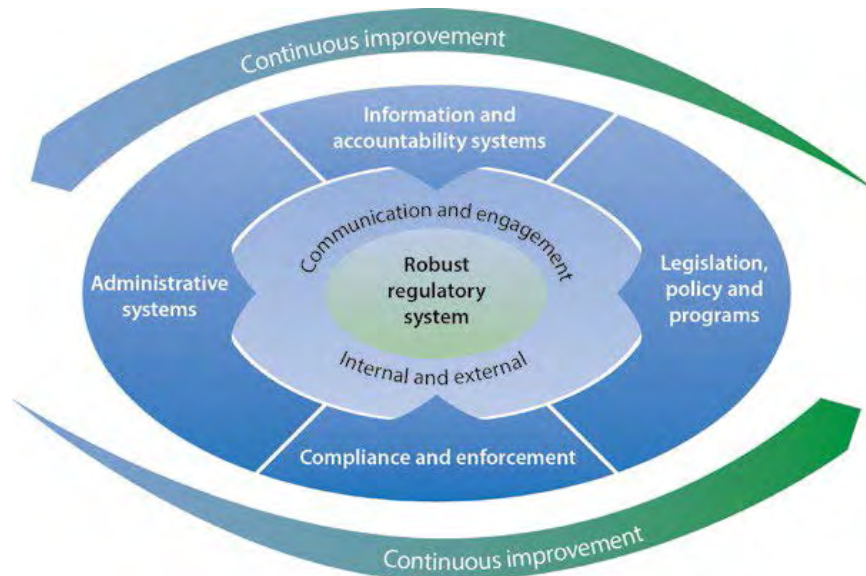 Continuous improvement
Information and
accountability systems
Communication and engagement
Administrative
systems
Robust
regulatory
system
Legislation,
policy and
programs
Internal and external
Compliance and enforcement
Continuous improvement